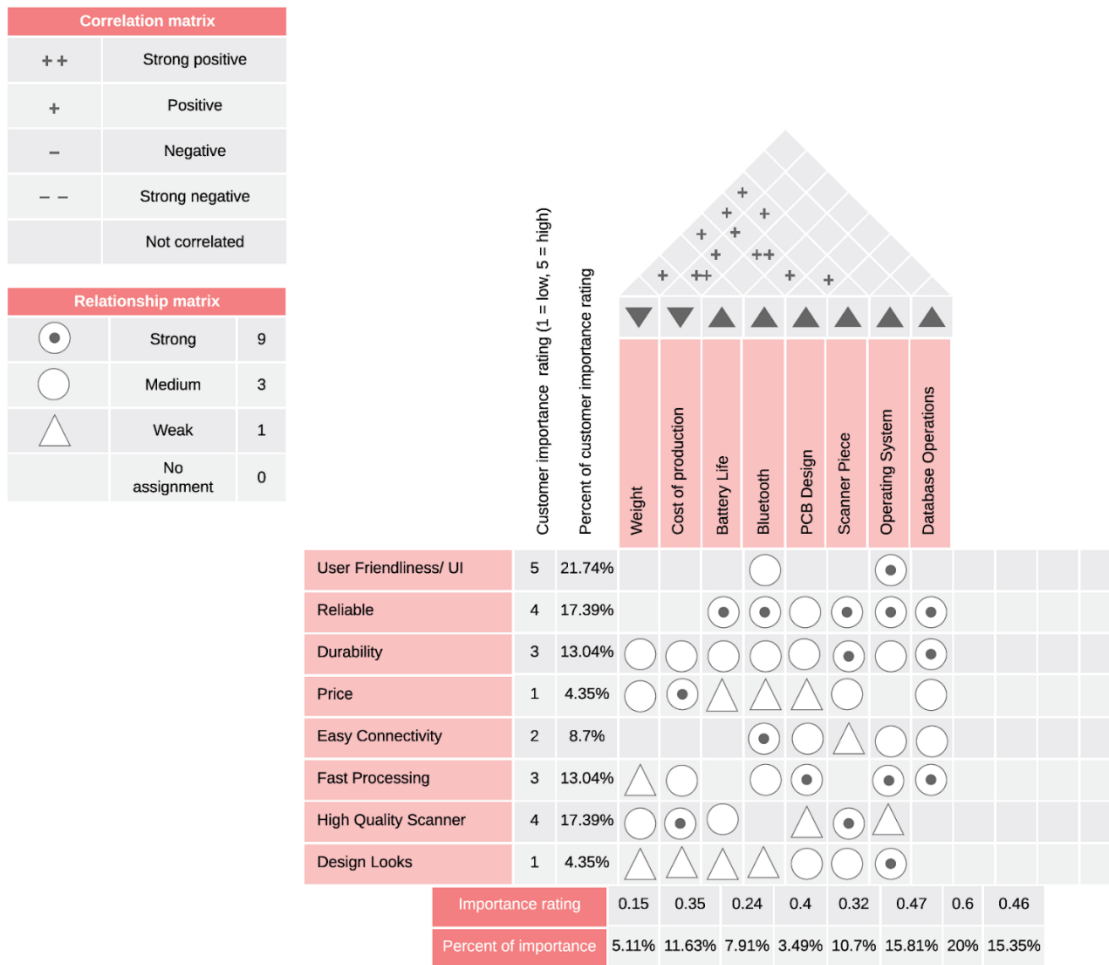 Correlation matrix
++ Strong positive
+ Positive
− Negative
− − Strong negative
Not correlated
Relationship matrix
Strong 9
Medium 3
Weak 1
No
assignment 0
Customer importance rating (1 = low, 5 = high)
Percent of customer importance rating
+
+ +
+ +
+ ++
+ ++ + +
Weight
Cost of production
Battery Life
Bluetooth
PCB Design
Scanner Piece
Operating System
Database Operations
User Friendliness/ UI 5 21.74%
Reliable 4 17.39%
Durability 3 13.04%
Price 1 4.35%
Easy Connectivity 2 8.7%
Fast Processing 3 13.04%
High Quality Scanner 4 17.39%
Design Looks 1 4.35%
Importance rating 0.15 0.35 0.24 0.4 0.32 0.47 0.6 0.46
Percent of importance 5.11% 11.63% 7.91% 3.49% 10.7% 15.81% 20% 15.35%